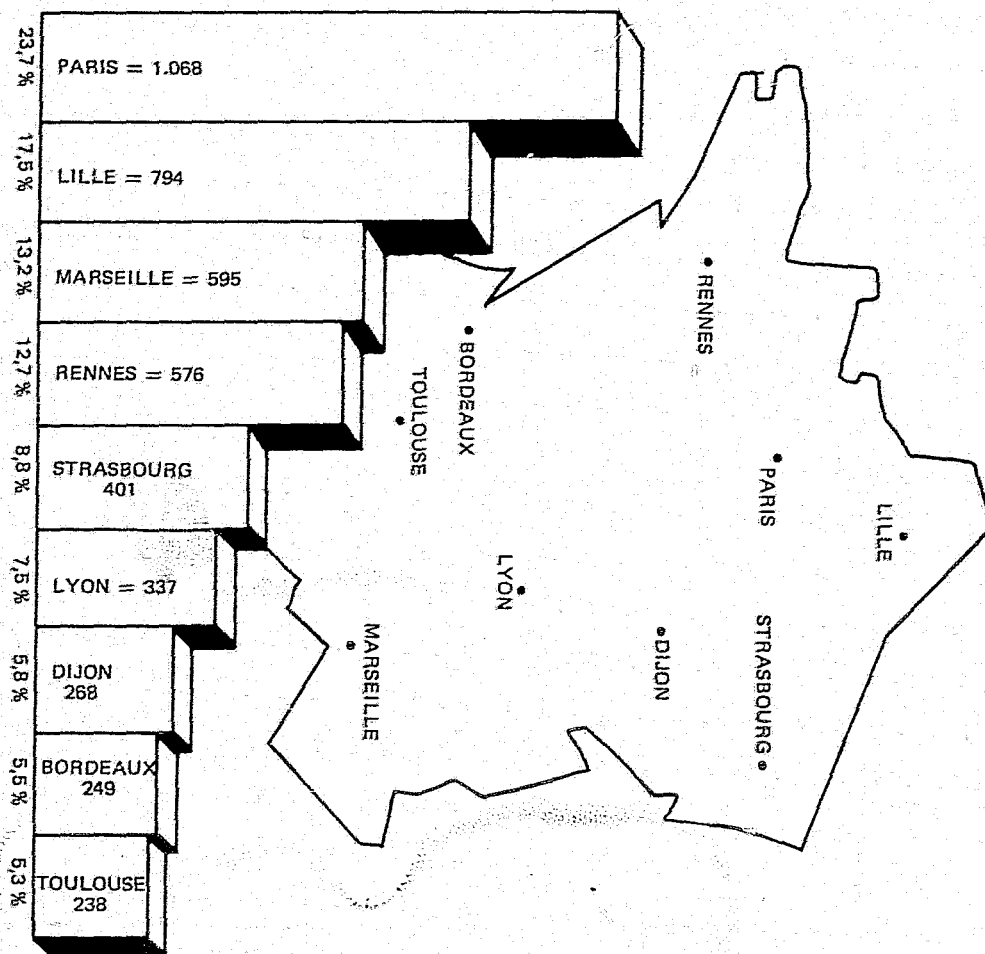 23,7 %
PARIS = 1.068
17,5 %
LILLE = 794
13,2 %
MARSEILLE = 595
12,7 %
RENNES = 576
8,8 %
STRASBOURG
401
7,5 %
LYON = 337
5,8 %
DIJON
268
5,5 %
BORDEAUX
249
5,3 %
TOULOUSE
238
RENNES
BORDEAUX
TOULOUSE
PARIS
LILLE
LYON
DIJON
STRASBOURG
MARSEILLE